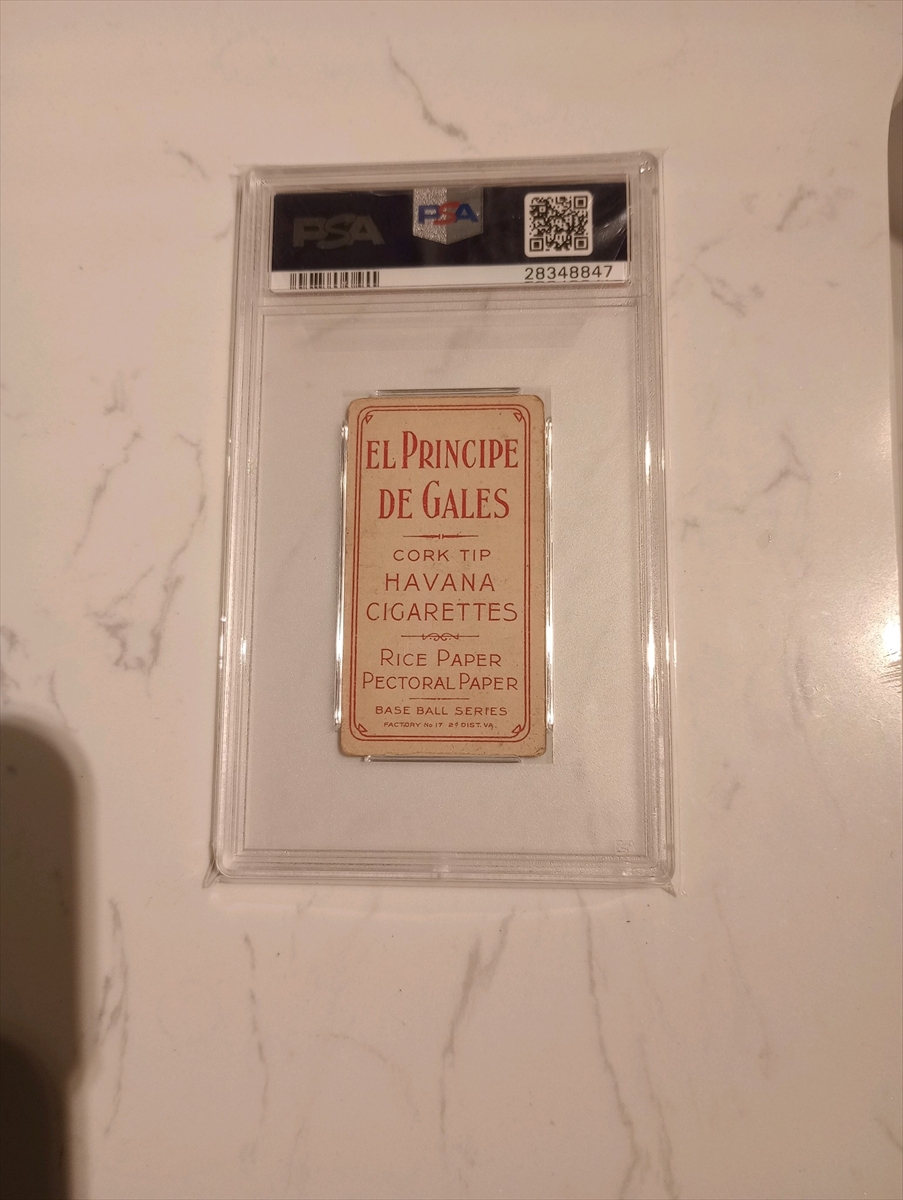 PSA
PSA
28348847
EL PRINCIPE
DE GALES
CORK TIP
HAVANA
CIGARETTES
RICE PAPER
PECTORAL PAPER
BASE BALL SERIES
FACTORY No 17 2d DIST. VA.